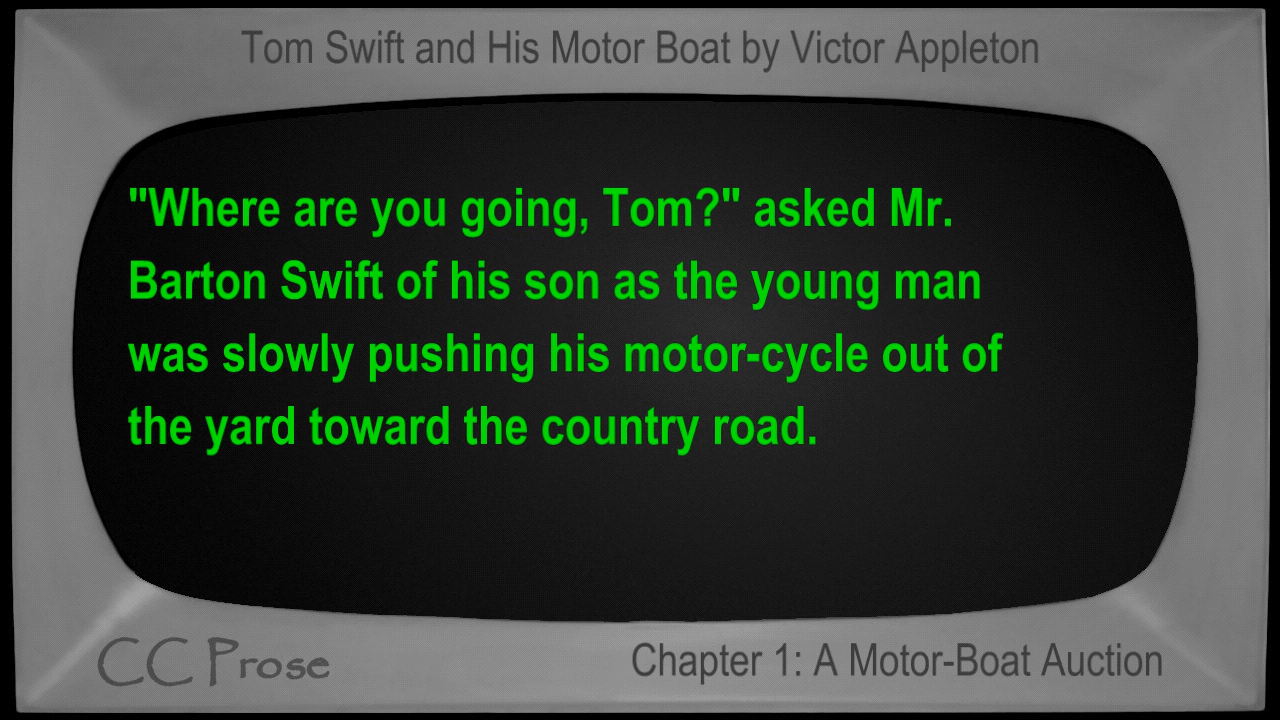 Tom Swift and His Motor Boat by Victor Appleton
"Where are you going, Tom?" asked Mr.
Barton Swift of his son as the young man
was slowly pushing his motor-cycle out of
the yard toward the country road.
CC Prose
Chapter 1: A Motor-Boat Auction